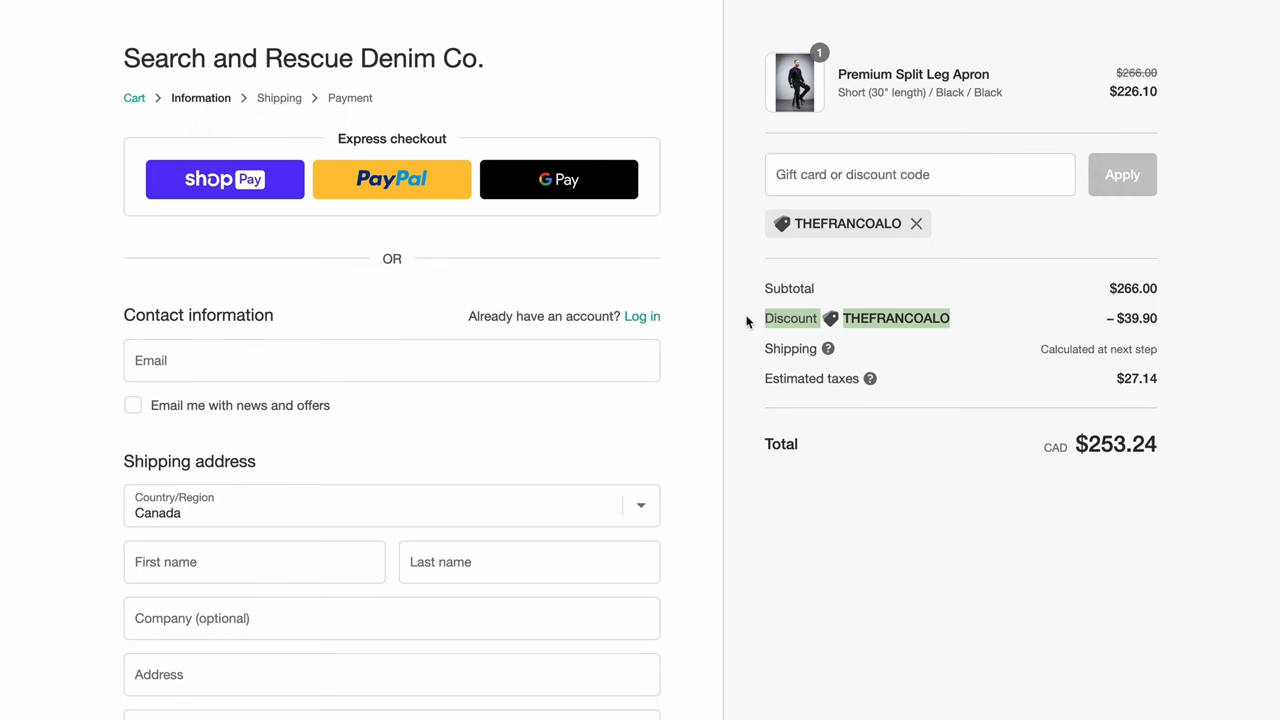 Search and Rescue Denim Co.
Cart > Information > Shipping > Payment
Express checkout
shop Pay
PayPal
G Pay
OR
Contact information
Already have an account? Log in
Email
Email me with news and offers
Shipping address
Country/Region
Canada
First name
Last name
Company (optional)
Address
1
Premium Split Leg Apron
$266.00
Short (30" length) / Black / Black
$226.10
Gift card or discount code
Apply
THEFRANCOALO
Subtotal
$266.00
Discount THEFRANCOALO
– $39.90
Shipping ?
Calculated at next step
Estimated taxes ?
$27.14
Total
CAD $253.24